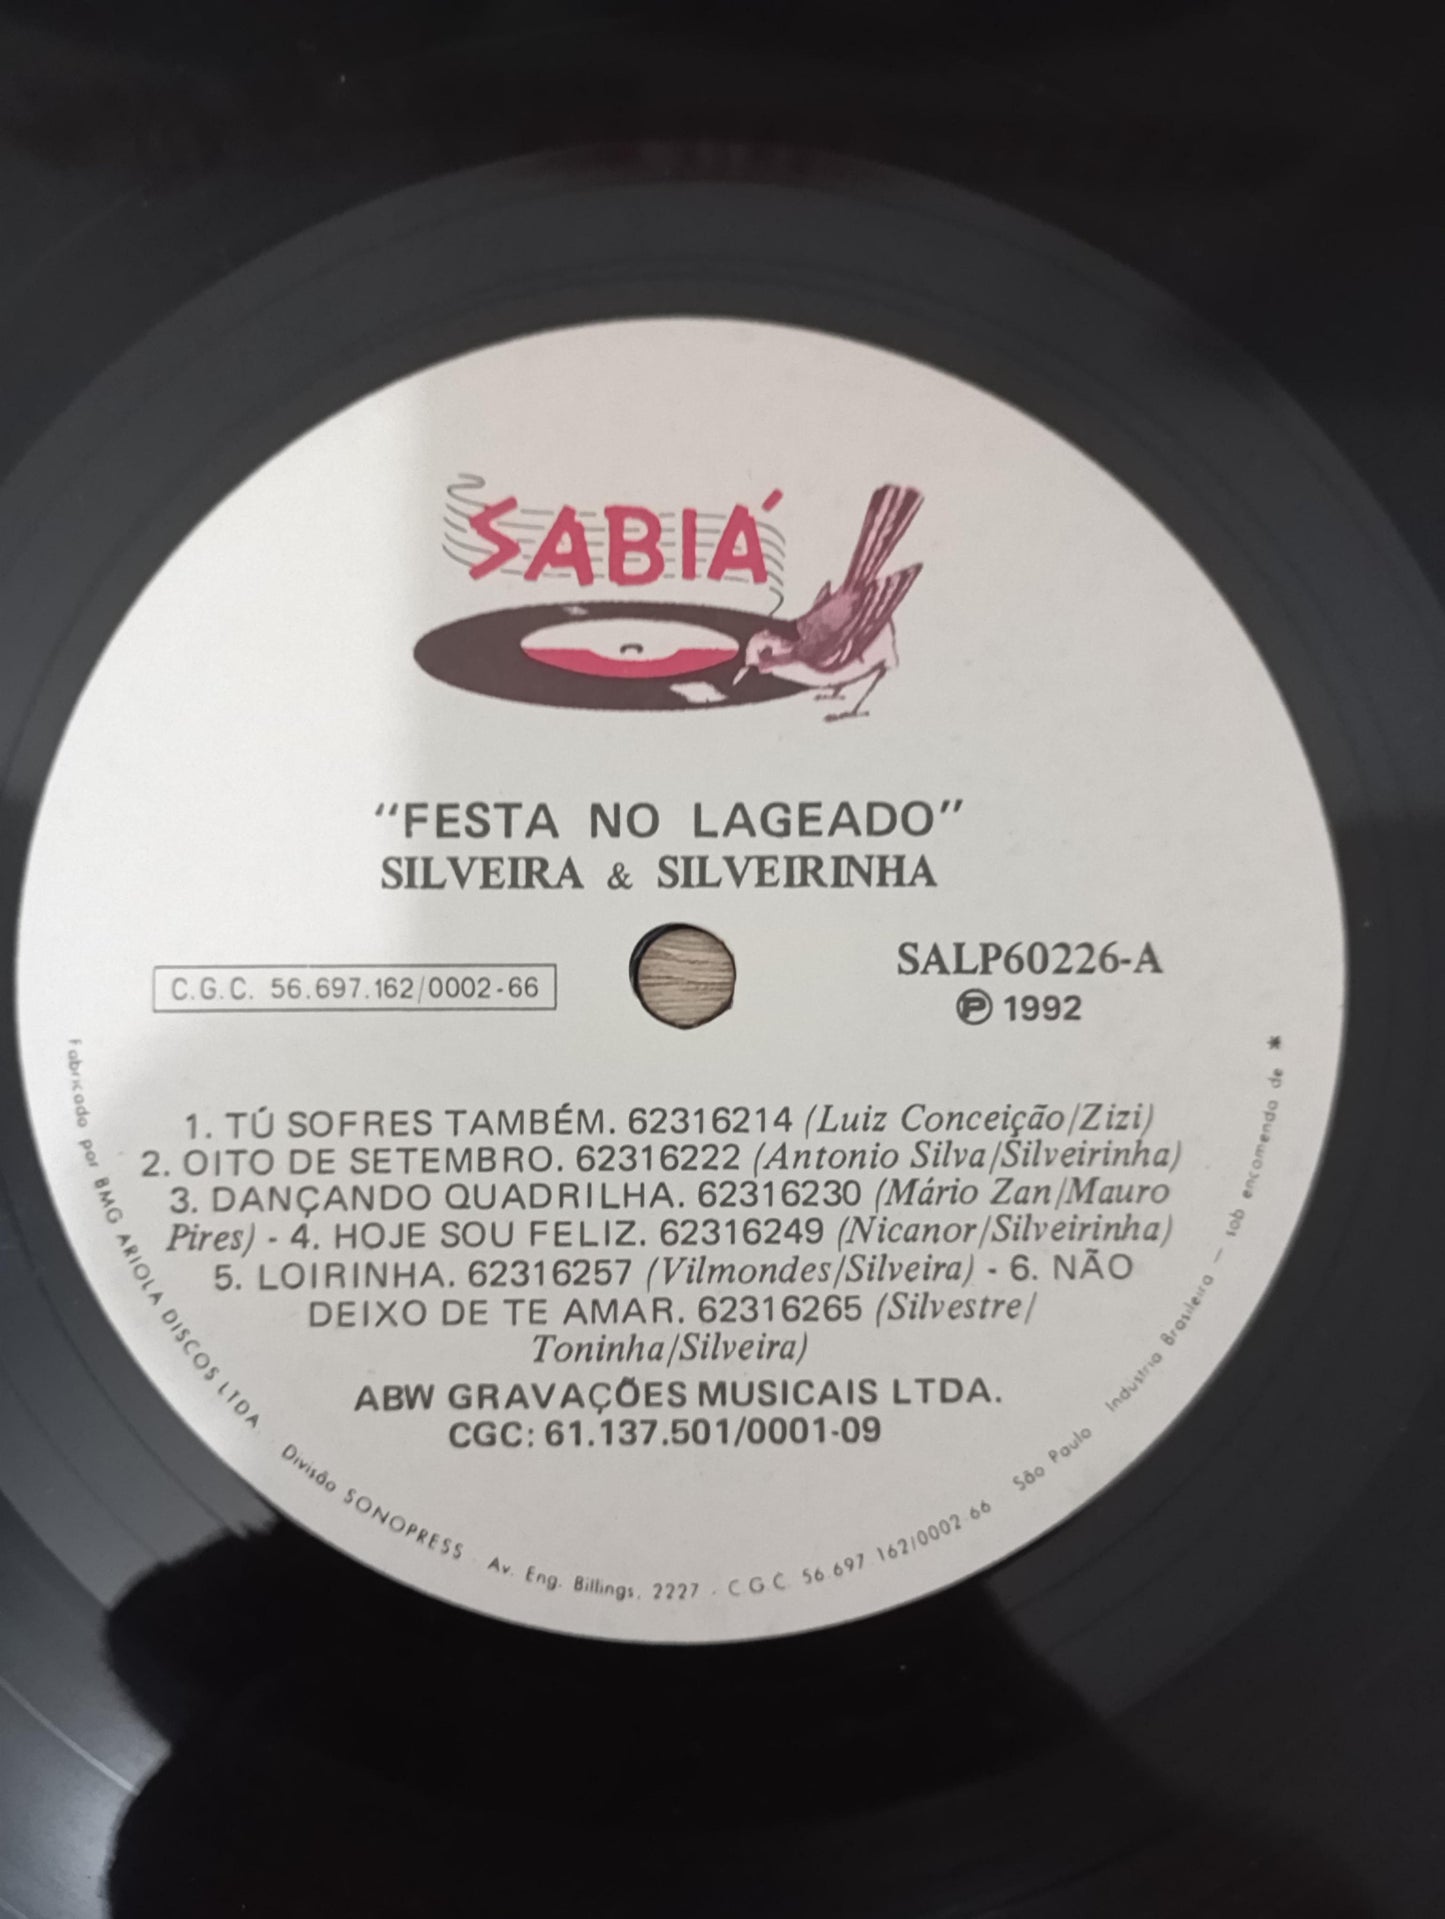 SABIÁ
"FESTA NO LAGEADO"
SILVEIRA & SILVEIRINHA
C.G.C. 56.697.162/0002-66
SALP60226-A
Ⓟ 1992
1. TÚ SOFRES TAMBÉM. 62316214 (Luiz Conceição/Zizi)
2. OITO DE SETEMBRO. 62316222 (Antonio Silva/Silveirinha)
3. DANÇANDO QUADRILHA. 62316230 (Mário Zan/Mauro
Pires) - 4. HOJE SOU FELIZ. 62316249 (Nicanor/Silveirinha)
5. LOIRINHA. 62316257 (Vilmondes/Silveira) - 6. NÃO
DEIXO DE TE AMAR. 62316265 (Silvestre/
Toninha/Silveira)
ABW GRAVAÇÕES MUSICAIS LTDA.
CGC: 61.137.501/0001-09
Fabricado por BMG ARIOLA DISCOS LTDA. Divisão SONOPRESS - Av. Eng. Billings, 2227 - C.G.C. 56.697.162/0002-66 São Paulo Indústria Brasileira — sob encomenda de *